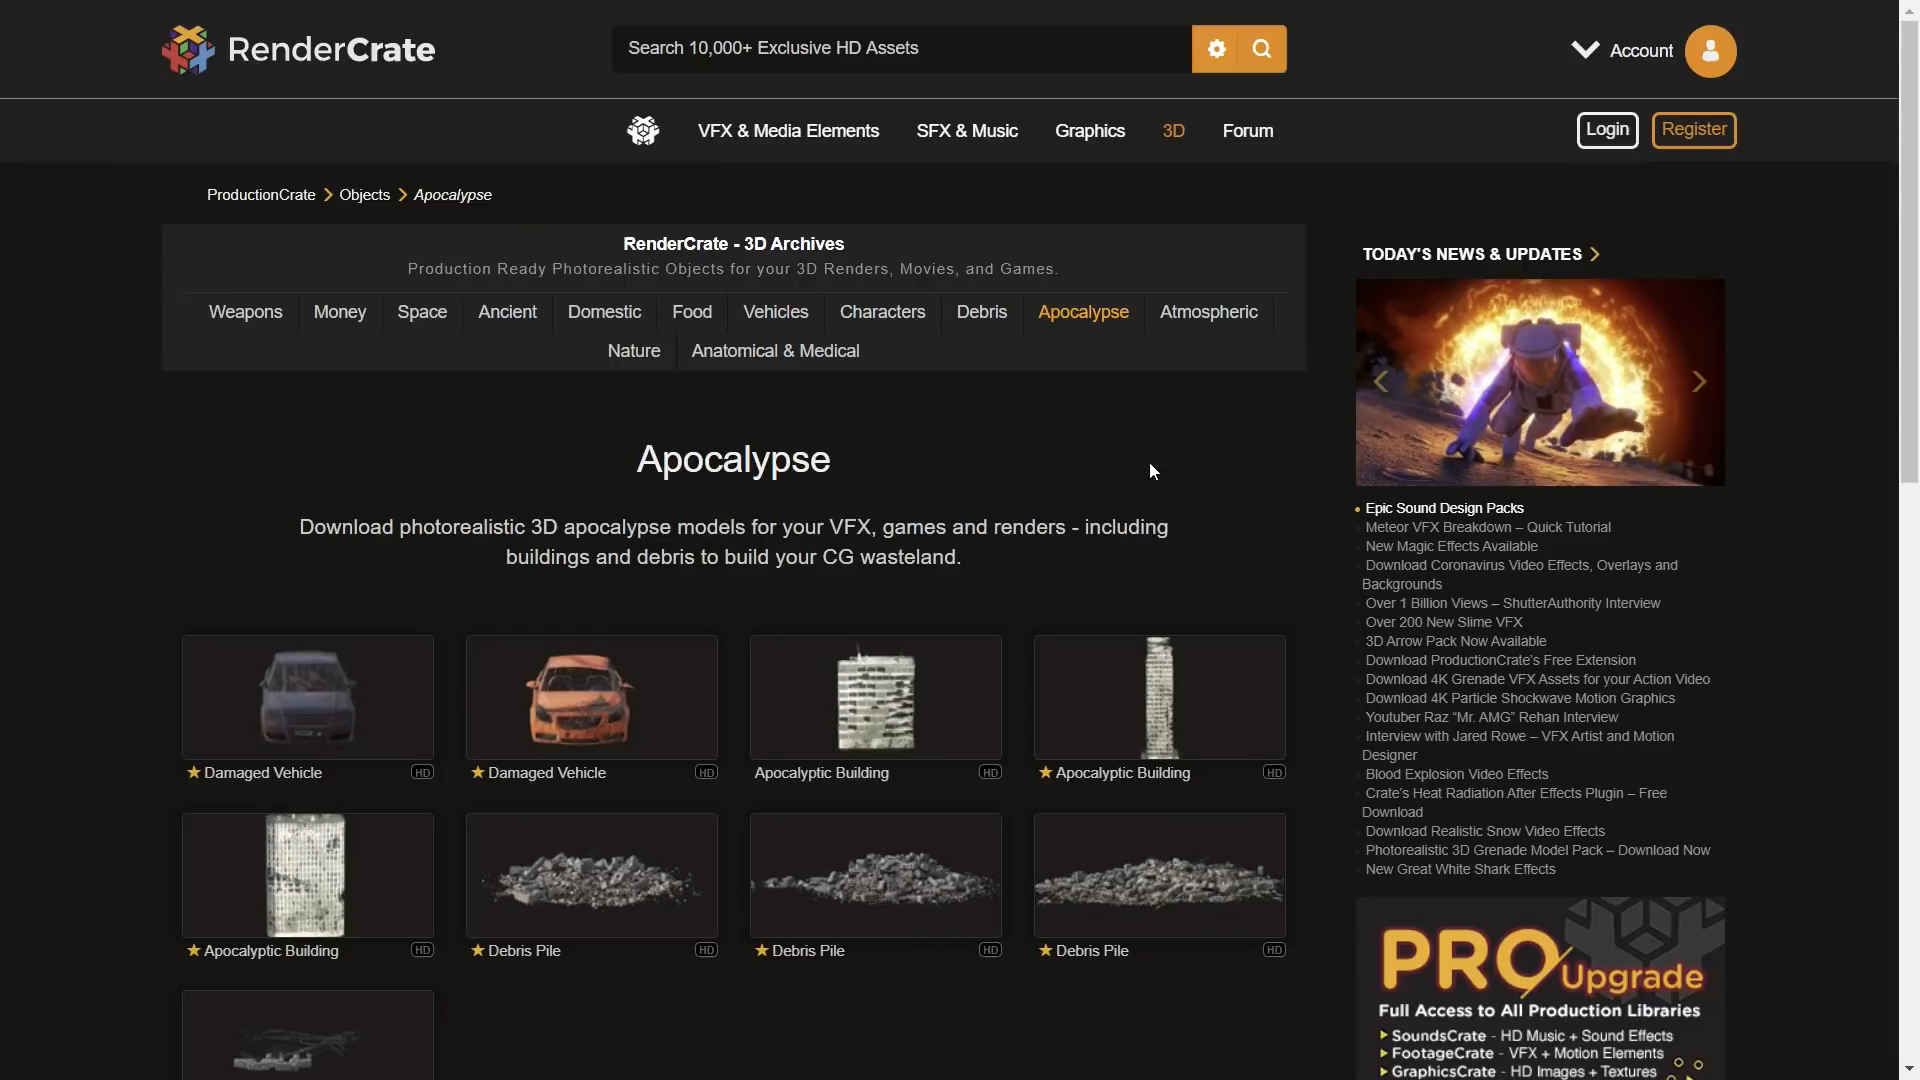 RenderCrate
Search 10,000+ Exclusive HD Assets
Account
VFX & Media Elements
SFX & Music
Graphics
3D
Forum
Login
Register
ProductionCrate
Objects
Apocalypse
RenderCrate - 3D Archives
Production Ready Photorealistic Objects for your 3D Renders, Movies, and Games.
Weapons
Money
Space
Ancient
Domestic
Food
Vehicles
Characters
Debris
Apocalypse
Atmospheric
Nature
Anatomical & Medical
Apocalypse
Download photorealistic 3D apocalypse models for your VFX, games and renders - including
buildings and debris to build your CG wasteland.
Damaged Vehicle
HD
Damaged Vehicle
HD
Apocalyptic Building
HD
Apocalyptic Building
HD
Apocalyptic Building
HD
Debris Pile
HD
Debris Pile
HD
Debris Pile
HD
TODAY'S NEWS & UPDATES
Epic Sound Design Packs
Meteor VFX Breakdown – Quick Tutorial
New Magic Effects Available
Download Coronavirus Video Effects, Overlays and
Backgrounds
Over 1 Billion Views – ShutterAuthority Interview
Over 200 New Slime VFX
3D Arrow Pack Now Available
Download ProductionCrate's Free Extension
Download 4K Grenade VFX Assets for your Action Video
Download 4K Particle Shockwave Motion Graphics
Youtuber Raz “Mr. AMG” Rehan Interview
Interview with Jared Rowe – VFX Artist and Motion
Designer
Blood Explosion Video Effects
Crate's Heat Radiation After Effects Plugin – Free
Download
Download Realistic Snow Video Effects
Photorealistic 3D Grenade Model Pack – Download Now
New Great White Shark Effects
PRO
Upgrade
Full Access to All Production Libraries
SoundsCrate - HD Music + Sound Effects
FootageCrate - VFX + Motion Elements
GraphicsCrate - HD Images + Textures